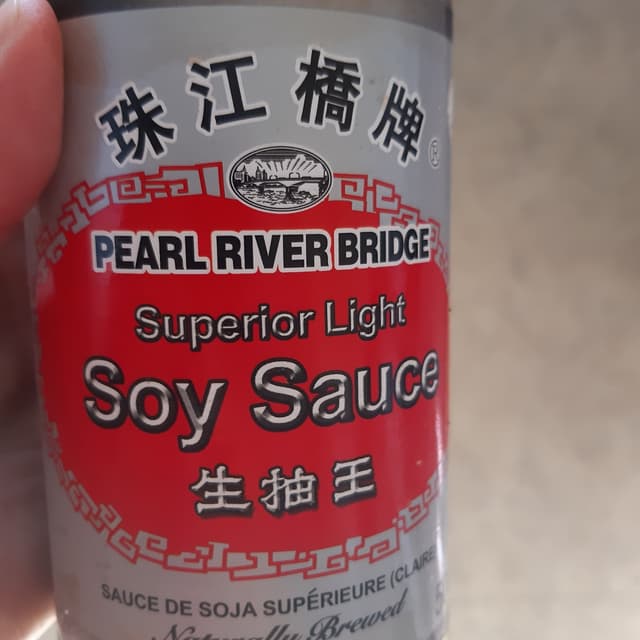 珠江橋牌
®
PEARL RIVER BRIDGE
Superior Light
Soy Sauce
生抽王
SAUCE DE SOJA SUPÉRIEURE (CLAIRE
Naturally Brewed